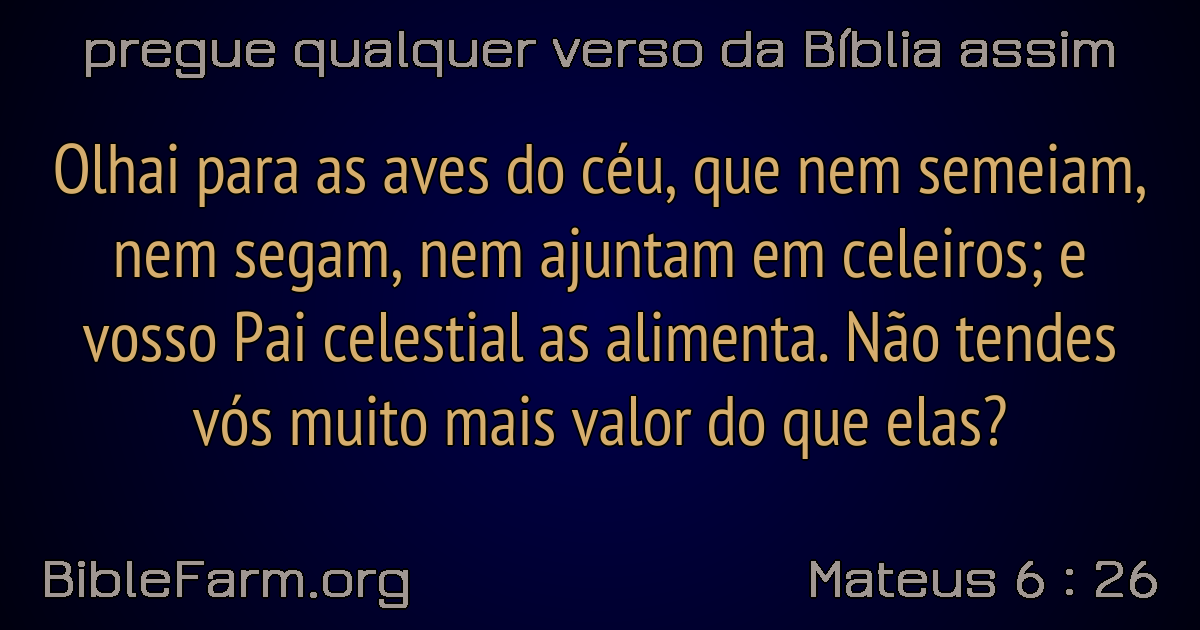 pregue qualquer verso da Bíblia assim
Olhai para as aves do céu, que nem semeiam,
nem segam, nem ajuntam em celeiros; e
vosso Pai celestial as alimenta. Não tendes
vós muito mais valor do que elas?
BibleFarm.org
Mateus 6 : 26